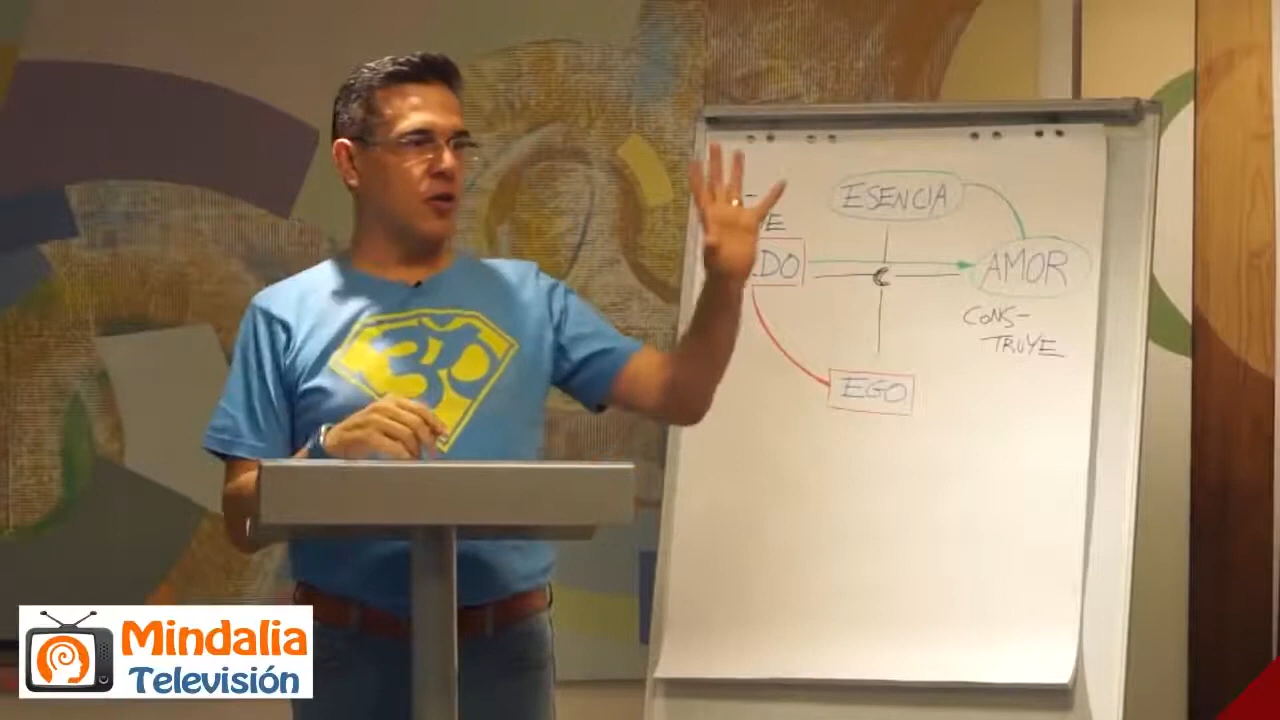 ESENCIA
DO
AMOR
CONS-
TRUYE
EGO
Mindalia
Televisión